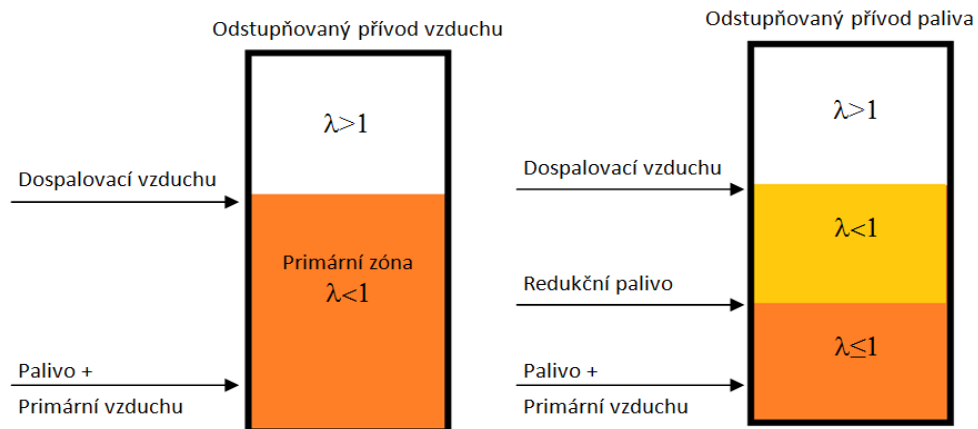 Odstupňovaný přívod vzduchu
λ>1
Dospalovací vzduchu
Primární zóna
λ<1
Palivo +
Primární vzduchu
Odstupňovaný přívod paliva
λ>1
Dospalovací vzduchu
λ<1
Redukční palivo
λ≤1
Palivo +
Primární vzduchu